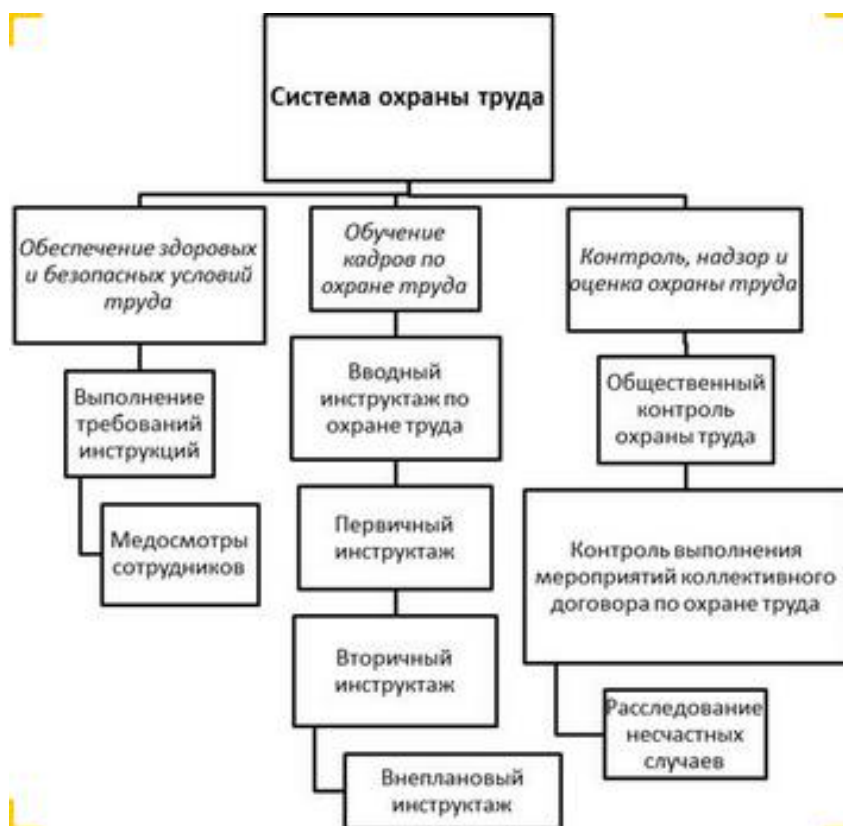 Система охраны труда
Обеспечение здоровых
и безопасных условий
труда
Обучение
кадров по
охране труда
Контроль, надзор и
оценка охраны труда
Выполнение
требований
инструкций
Медосмотры
сотрудников
Вводный
инструктаж по
охране труда
Первичный
инструктаж
Вторичный
инструктаж
Внеплановый
инструктаж
Общественный
контроль
охраны труда
Контроль выполнения
мероприятий коллективного
договора по охране труда
Расследование
несчастных
случаев